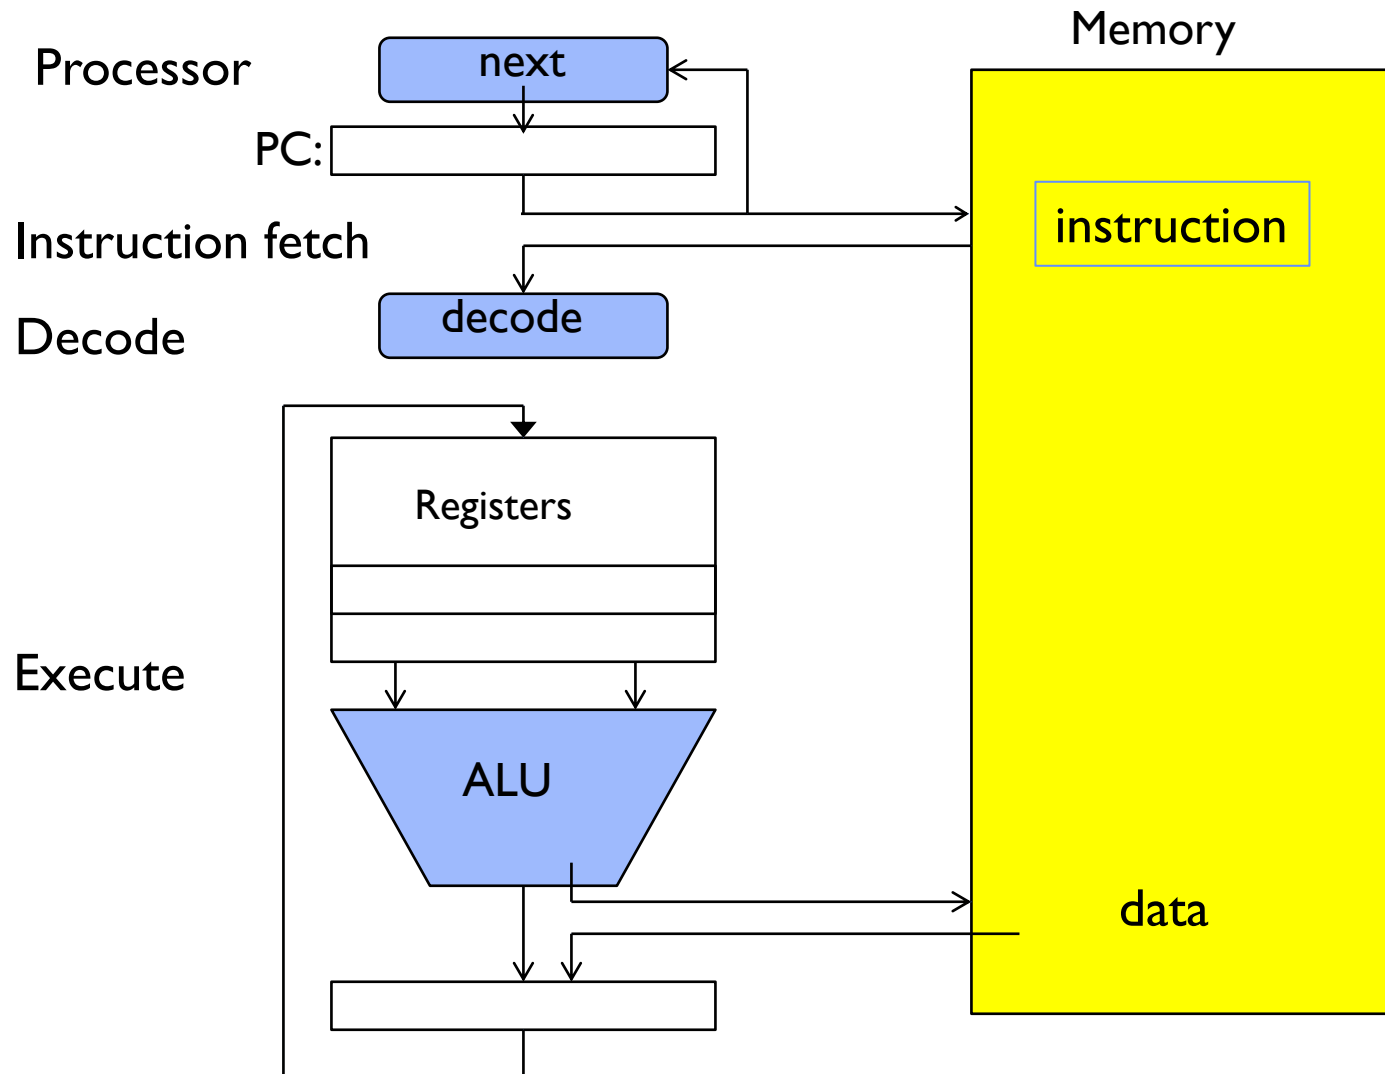 Memory
Processor
next
PC:
instruction
Instruction fetch
decode
Decode
Registers
Execute
ALU
data